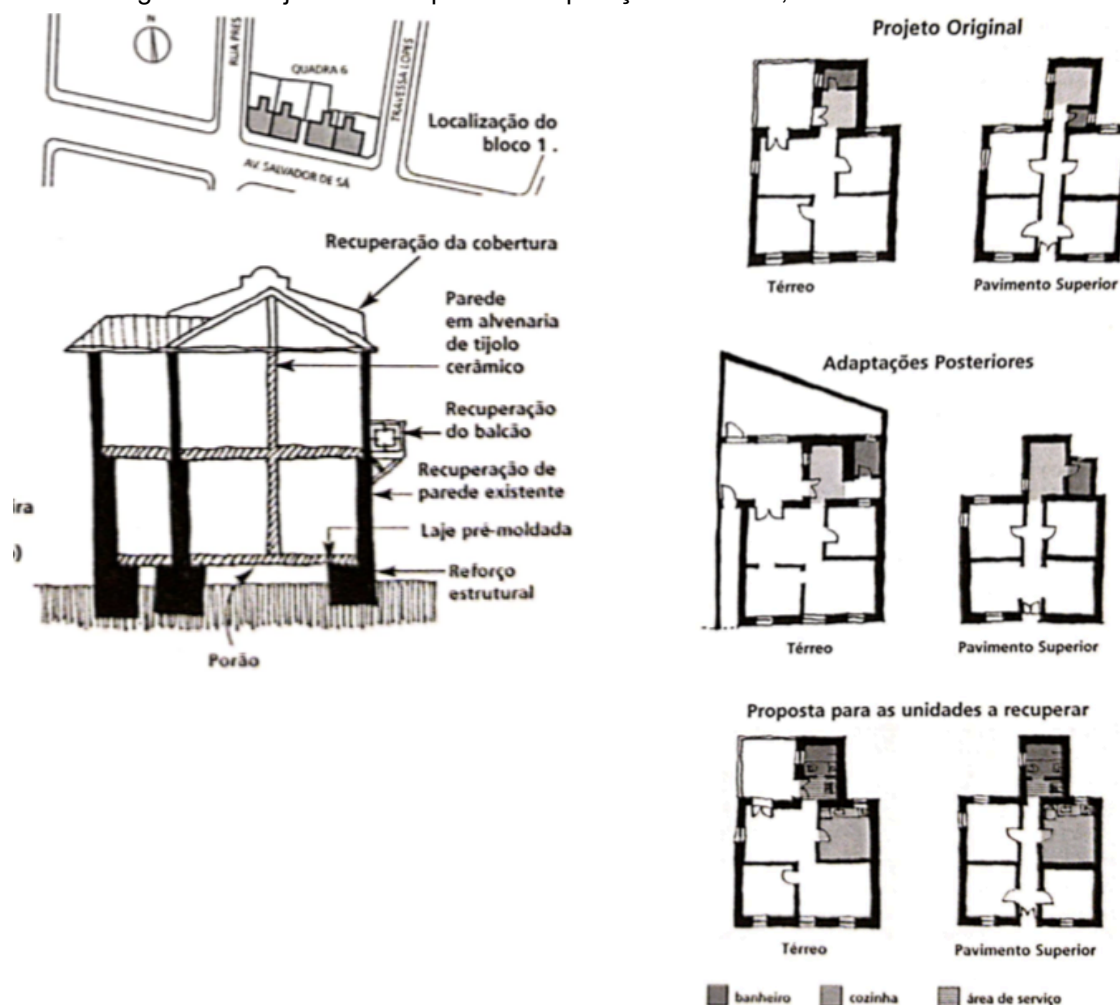 N
RUA PRES
QUADRA 6
TRAVESSA LOPES
AV. SALVADOR DE SÁ
Localização do
bloco 1 .
Recuperação da cobertura
Parede
em alvenaria
de tijolo
cerâmico
Recuperação
do balcão
Recuperação de
parede existente
Laje pré-moldada
Reforço
estrutural
Porão
ira
o)
Projeto Original
Térreo
Pavimento Superior
Adaptações Posteriores
Térreo
Pavimento Superior
Proposta para as unidades a recuperar
Térreo
Pavimento Superior
banheiro
cozinha
área de serviço